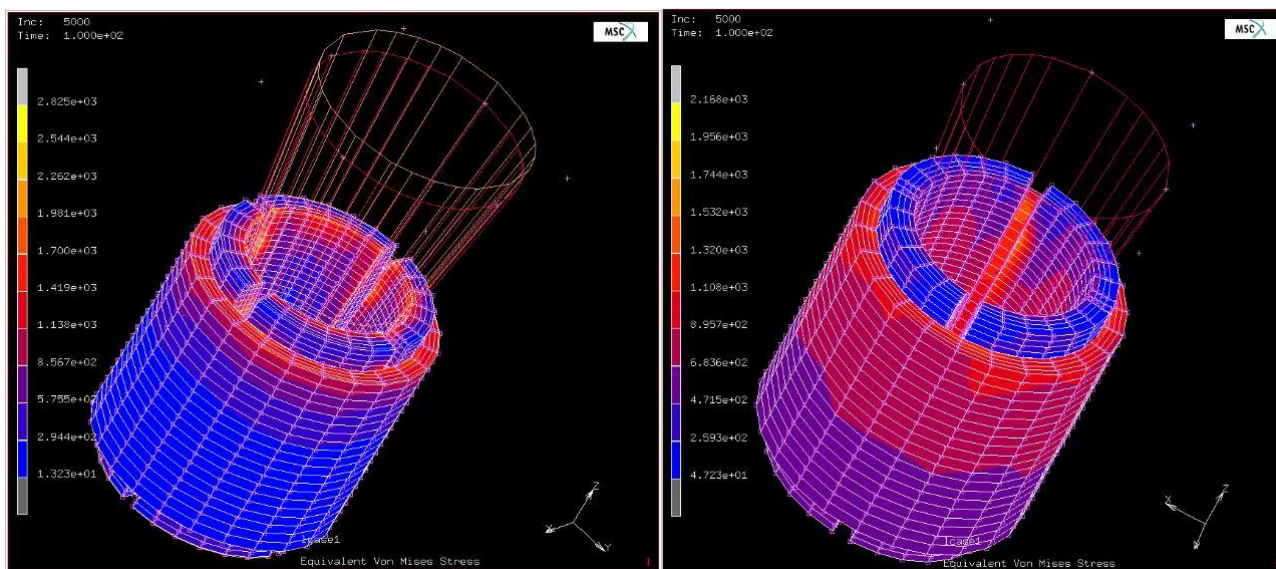 Inc: 5000
Time: 1.000e+02
MSC
2.825e+03
2.544e+03
2.262e+03
1.981e+03
1.700e+03
1.419e+03
1.138e+03
8.567e+02
5.755e+02
2.944e+02
1.323e+01
Z
X
Y
lcase1
Equivalent Von Mises Stress
1
Inc: 5000
Time: 1.000e+02
MSC
2.168e+03
1.956e+03
1.744e+03
1.532e+03
1.320e+03
1.108e+03
8.957e+02
6.836e+02
4.715e+02
2.593e+02
4.723e+01
Z
lcase1
Equivalent Von Mises Stress